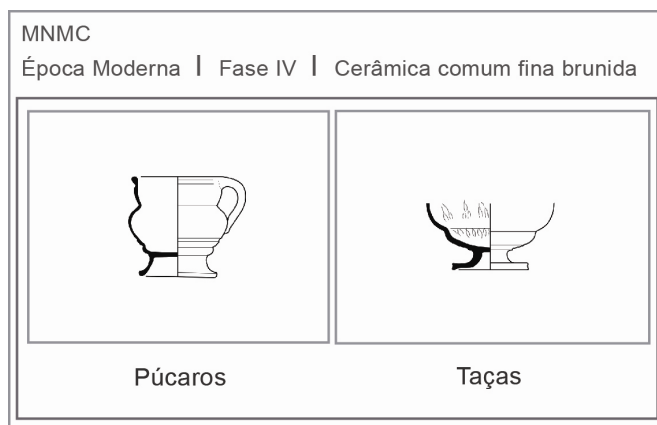 MNMC
Época Moderna | Fase IV | Cerâmica comum fina brunida
Púcaros
Taças